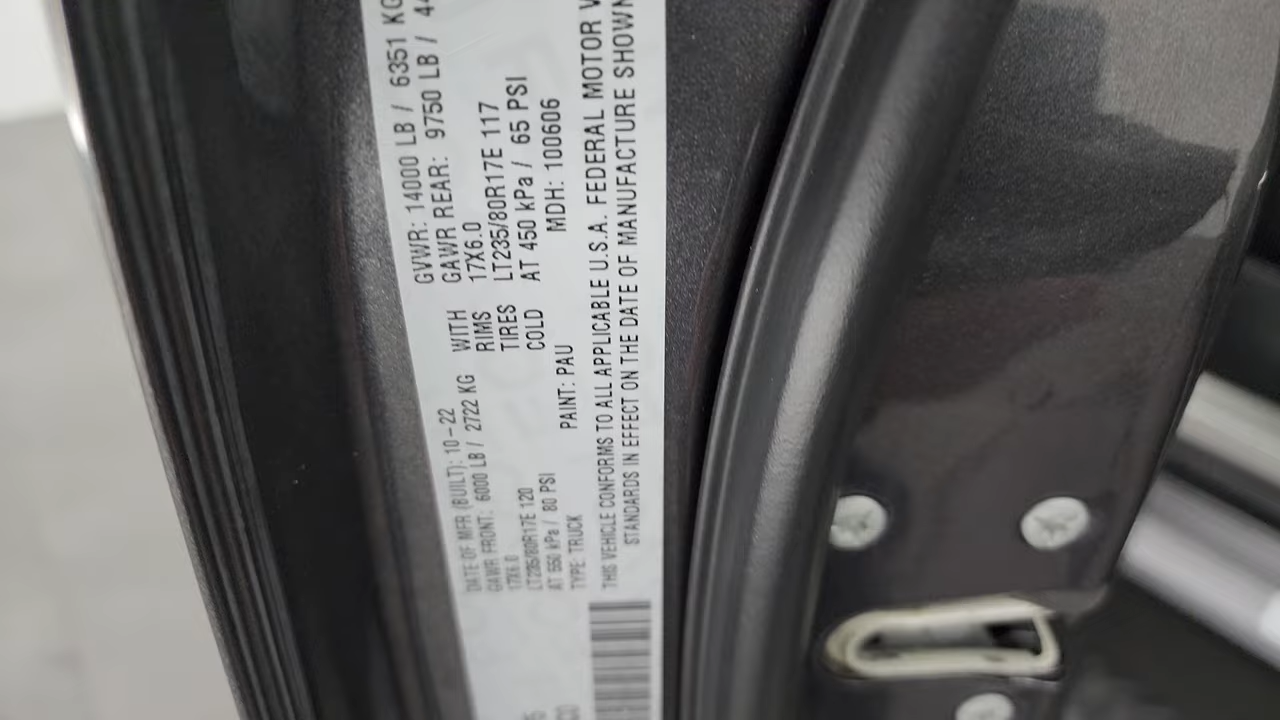 DATE OF MFR (BUILT): 10-22 GVWR: 14000 LB / 6351 KG
GAWR FRONT: 6000 LB / 2722 KG WITH GAWR REAR: 9750 LB / 44
17X6.0 RIMS 17X6.0
LT235/80R17E 120 TIRES LT235/80R17E 117
AT 550 kPa / 80 PSI COLD AT 450 kPa / 65 PSI
TYPE: TRUCK PAINT: PAU MDH: 100606
THIS VEHICLE CONFORMS TO ALL APPLICABLE U.S.A. FEDERAL MOTOR V
STANDARDS IN EFFECT ON THE DATE OF MANUFACTURE SHOWN